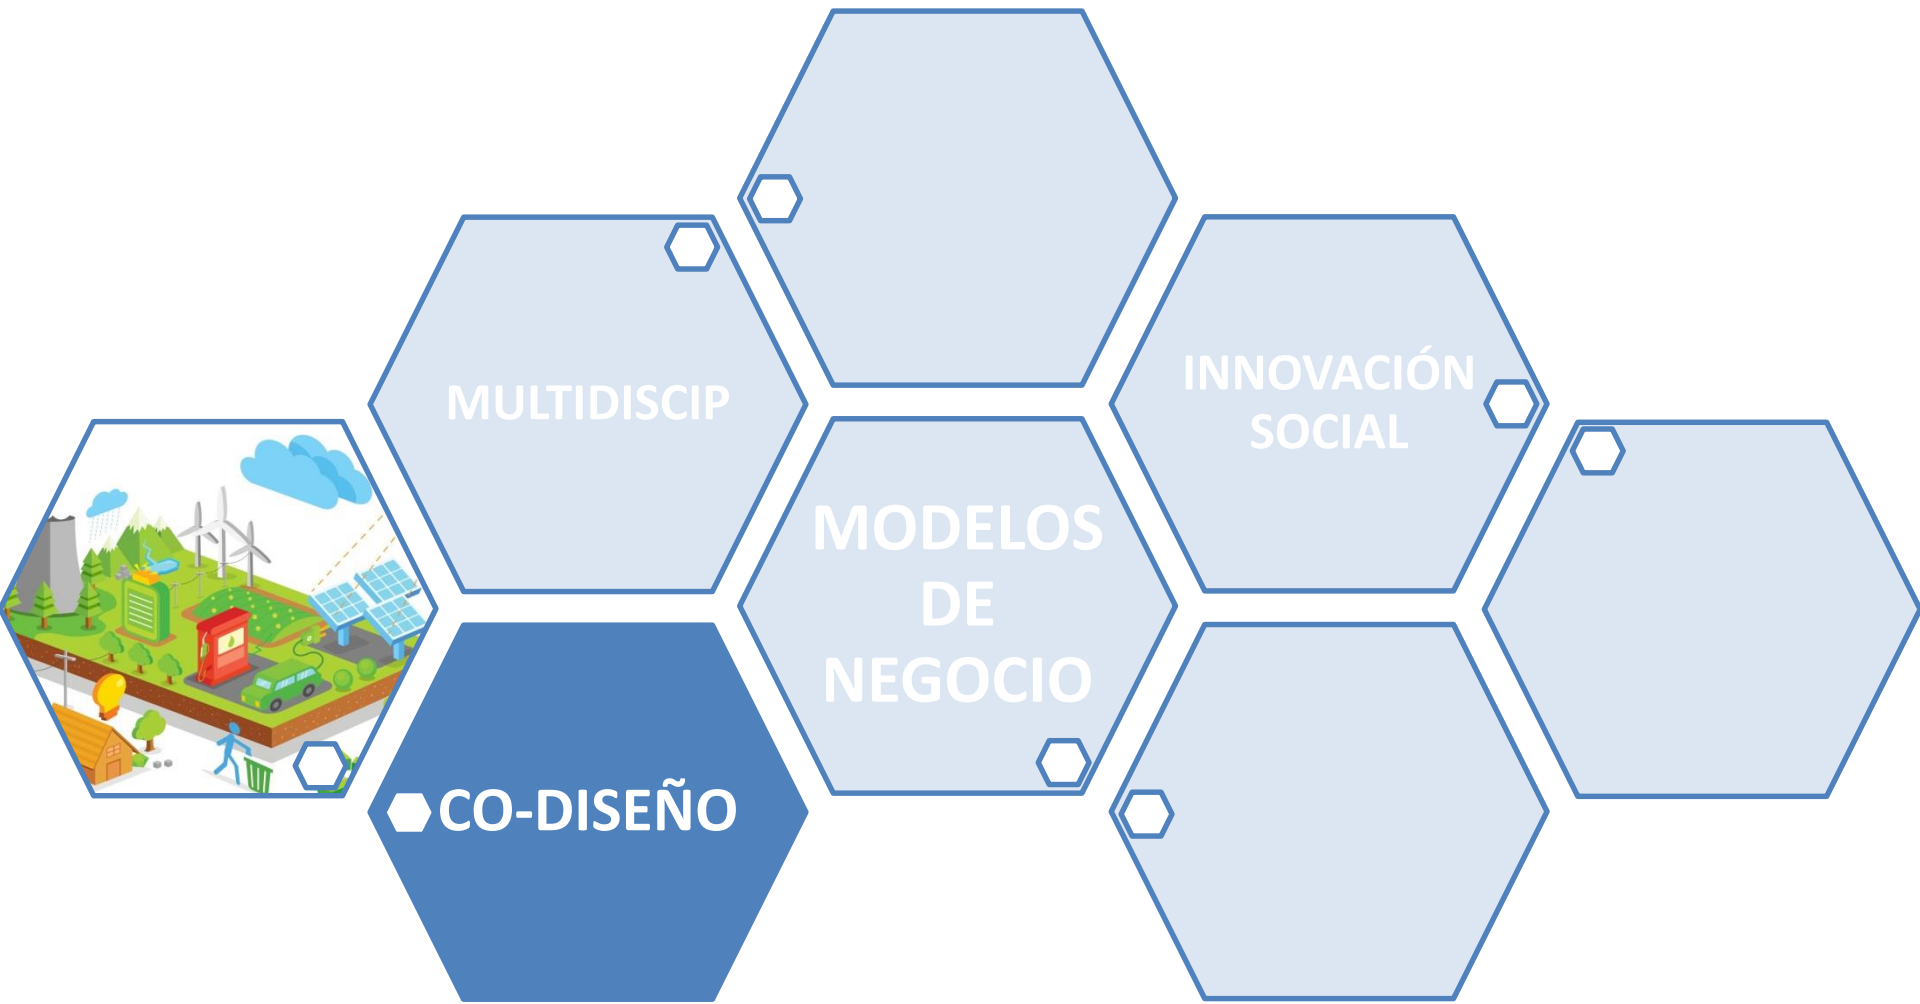 MULTIDISCIP
INNOVACIÓN
SOCIAL
MODELOS
DE
NEGOCIO
CO-DISEÑO